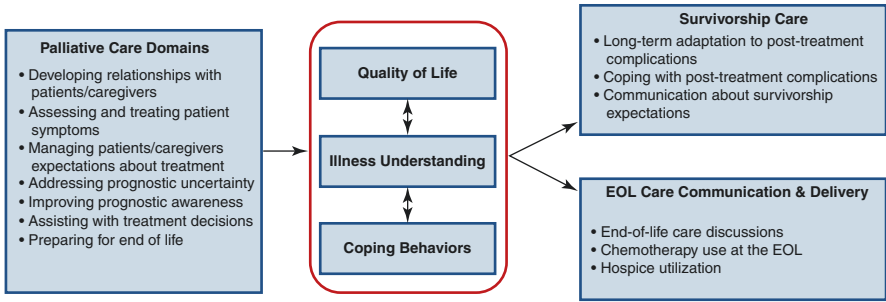 Palliative Care Domains
• Developing relationships with
patients/caregivers
• Assessing and treating patient
symptoms
• Managing patients/caregivers
expectations about treatment
• Addressing prognostic uncertainty
• Improving prognostic awareness
• Assisting with treatment decisions
• Preparing for end of life
Quality of Life
Illness Understanding
Coping Behaviors
Survivorship Care
• Long-term adaptation to post-treatment
complications
• Coping with post-treatment complications
• Communication about survivorship
expectations
EOL Care Communication & Delivery
• End-of-life care discussions
• Chemotherapy use at the EOL
• Hospice utilization